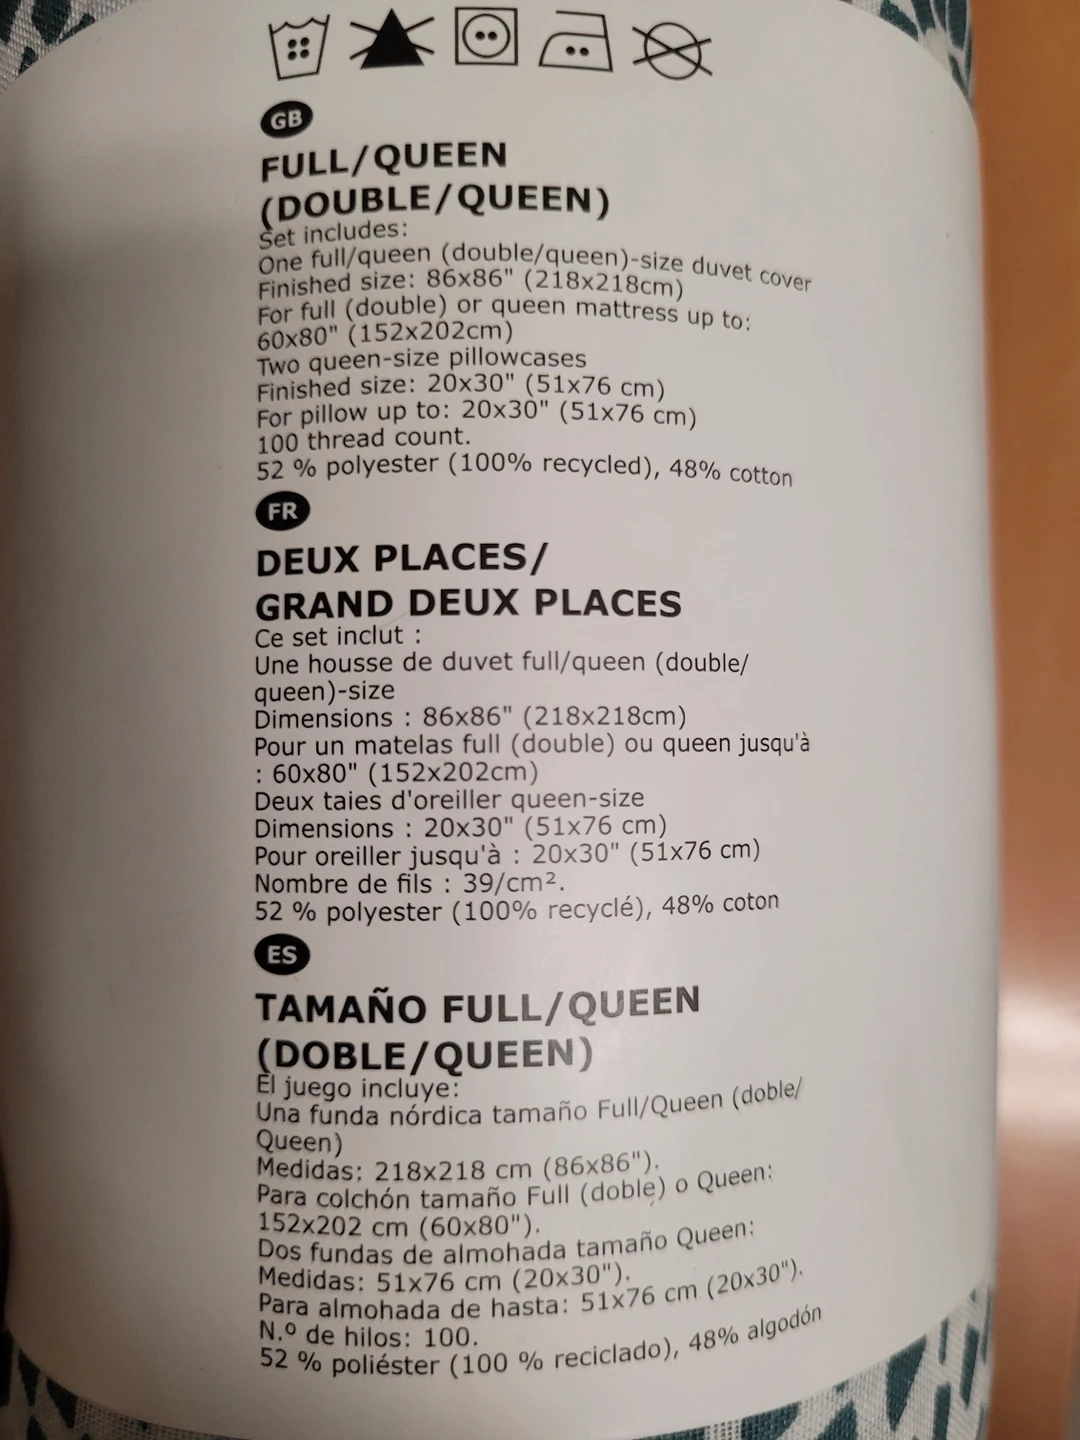 GB
FULL/QUEEN
(DOUBLE/QUEEN)
Set includes:
One full/queen (double/queen)-size duvet cover
Finished size: 86x86" (218x218cm)
For full (double) or queen mattress up to:
60x80" (152x202cm)
Two queen-size pillowcases
Finished size: 20x30" (51x76 cm)
For pillow up to: 20x30" (51x76 cm)
100 thread count.
52 % polyester (100% recycled), 48% cotton
FR
DEUX PLACES/
GRAND DEUX PLACES
Ce set inclut :
Une housse de duvet full/queen (double/
queen)-size
Dimensions : 86x86" (218x218cm)
Pour un matelas full (double) ou queen jusqu'à
: 60x80" (152x202cm)
Deux taies d'oreiller queen-size
Dimensions : 20x30" (51x76 cm)
Pour oreiller jusqu'à : 20x30" (51x76 cm)
Nombre de fils : 39/cm².
52 % polyester (100% recyclé), 48% coton
ES
TAMAÑO FULL/QUEEN
(DOBLE/QUEEN)
El juego incluye:
Una funda nórdica tamaño Full/Queen (doble/
Queen)
Medidas: 218x218 cm (86x86").
Para colchón tamaño Full (doble) o Queen:
152x202 cm (60x80").
Dos fundas de almohada tamaño Queen:
Medidas: 51x76 cm (20x30").
Para almohada de hasta: 51x76 cm (20x30").
N.º de hilos: 100.
52 % poliéster (100 % reciclado), 48% algodón